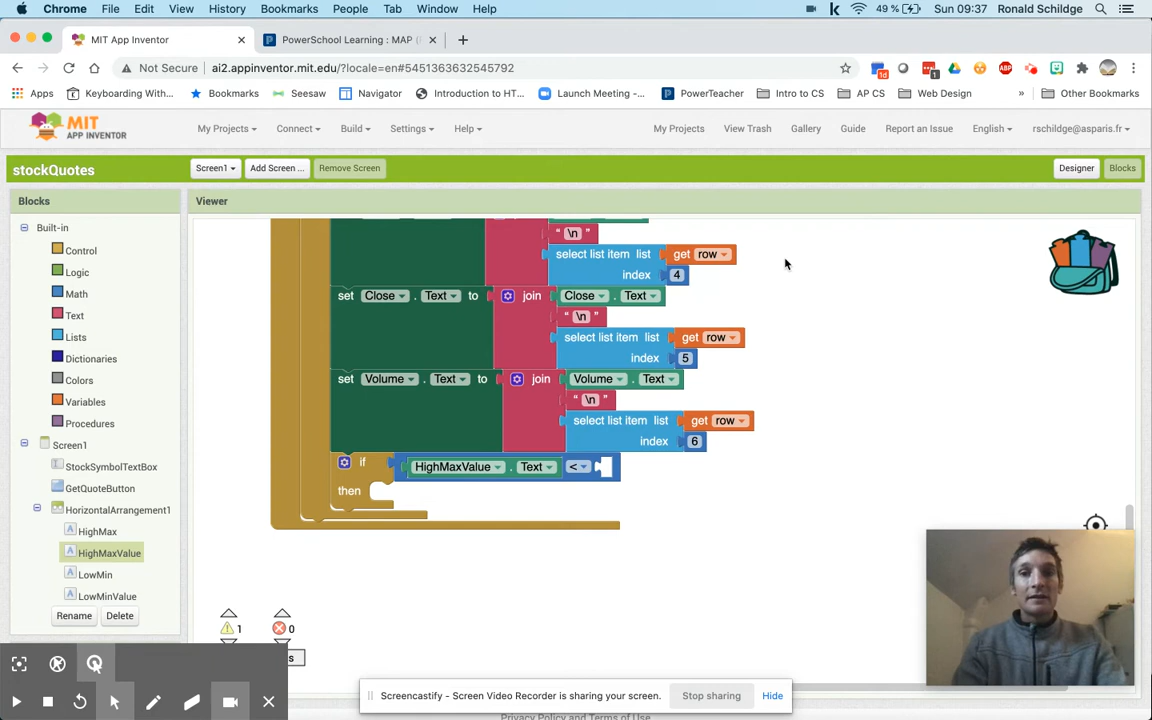 Chrome File Edit View History Bookmarks People Tab Window Help 49 % Sun 09:37 Ronald Schildge
MIT App Inventor PowerSchool Learning : MAP (
Not Secure ai2.appinventor.mit.edu/?locale=en#5451363632545792
Apps Keyboarding With... Bookmarks Seesaw Navigator Introduction to HT... Launch Meeting -... PowerTeacher Intro to CS AP CS Web Design » Other Bookmarks
MIT APP INVENTOR My Projects Connect Build Settings Help My Projects View Trash Gallery Guide Report an Issue English rschildge@asparis.fr
stockQuotes Screen1 Add Screen ... Remove Screen Designer Blocks
Blocks Viewer
Built-in
Control
Logic
Math
Text
Lists
Dictionaries
Colors
Variables
Procedures
Screen1
StockSymbolTextBox
GetQuoteButton
HorizontalArrangement1
HighMax
HighMaxValue
LowMin
LowMinValue
Rename Delete
“ \n ”
select list item list get row
index 4
set Close . Text to join Close . Text
“ \n ”
select list item list get row
index 5
set Volume . Text to join Volume . Text
“ \n ”
select list item list get row
index 6
if HighMaxValue . Text <
then
1 0
s
Screencastify - Screen Video Recorder is sharing your screen. Stop sharing Hide
Privacy Policy and Terms of Use